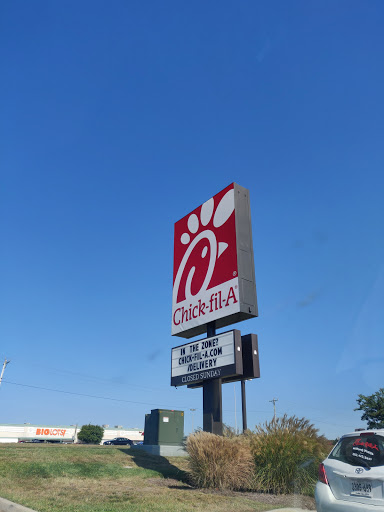 Chick-fil-A®
IN THE ZONE?
CHICK-FIL-A.COM
/DELIVERY
CLOSED SUNDAY
BIG LOTS!